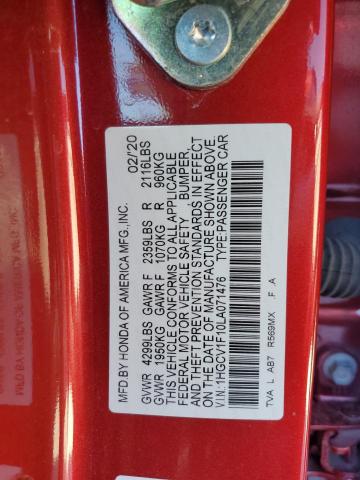 MFD. BY HONDA OF AMERICA MFG.,INC. 02/'20
GVWR 4299LBS GAWR F 2359LBS R 2116LBS
GVWR 1950KG GAWR F 1070KG R 960KG
THIS VEHICLE CONFORMS TO ALL APPLICABLE
FEDERAL MOTOR VEHICLE SAFETY BUMPER,
AND THEFT PREVENTION STANDARDS IN EFFECT
ON THE DATE OF MANUFACTURE SHOWN ABOVE.
V.I.N.:1HGCV1F10LA071476 TYPE:PASSENGER CAR
TVA L AB7 R569MX .F .A